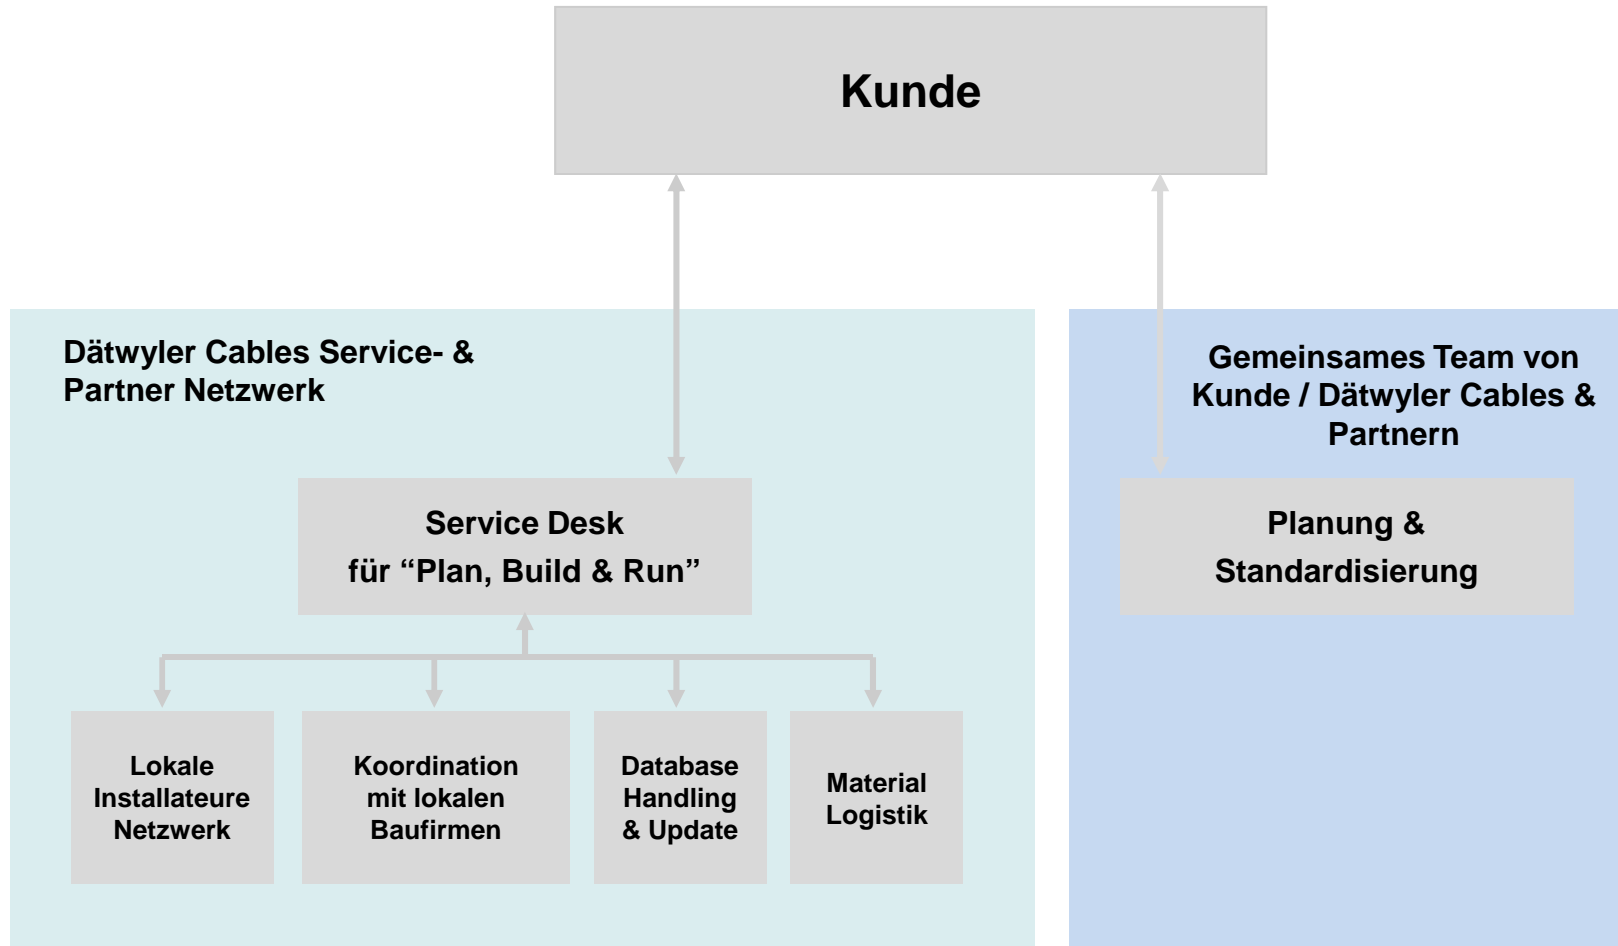 Kunde
Dätwyler Cables Service- &
Partner Netzwerk
Gemeinsames Team von
Kunde / Dätwyler Cables &
Partnern
Service Desk
für “Plan, Build & Run”
Planung &
Standardisierung
Lokale
Installateure
Netzwerk
Koordination
mit lokalen
Baufirmen
Database
Handling
& Update
Material
Logistik